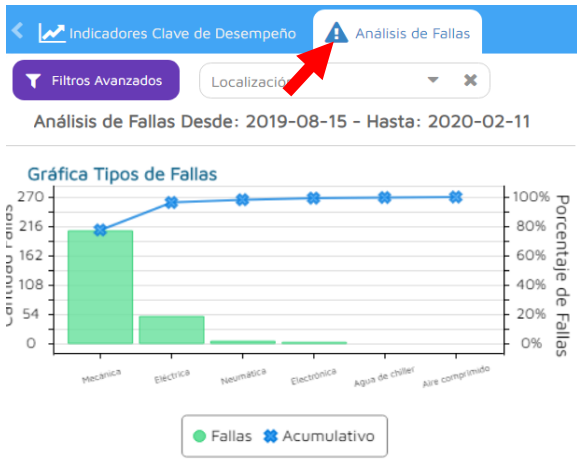 Indicadores Clave de Desempeño
Análisis de Fallas
Filtros Avanzados
Localización
Análisis de Fallas Desde: 2019-08-15 - Hasta: 2020-02-11
Gráfica Tipos de Fallas
Cantidad Fallas
270
216
162
108
54
0
100%
80%
60%
40%
20%
0%
Porcentaje de Fallas
Mecanica
Eléctrica
Neumática
Electrónica
Agua de chiller
Aire comprimido
Fallas
Acumulativo